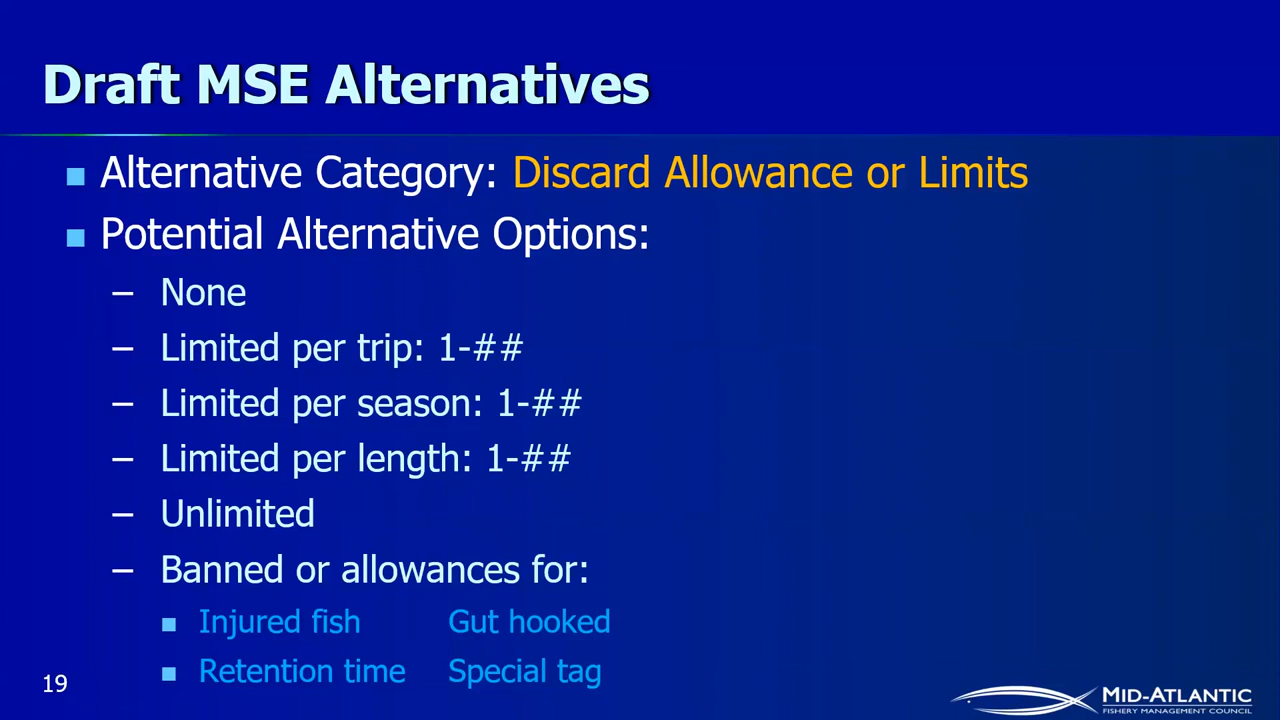 Draft MSE Alternatives
Alternative Category: Discard Allowance or Limits
Potential Alternative Options:
– None
– Limited per trip: 1-##
– Limited per season: 1-##
– Limited per length: 1-##
– Unlimited
– Banned or allowances for:
Injured fish Gut hooked
Retention time Special tag
19
MID-ATLANTIC
FISHERY MANAGEMENT COUNCIL